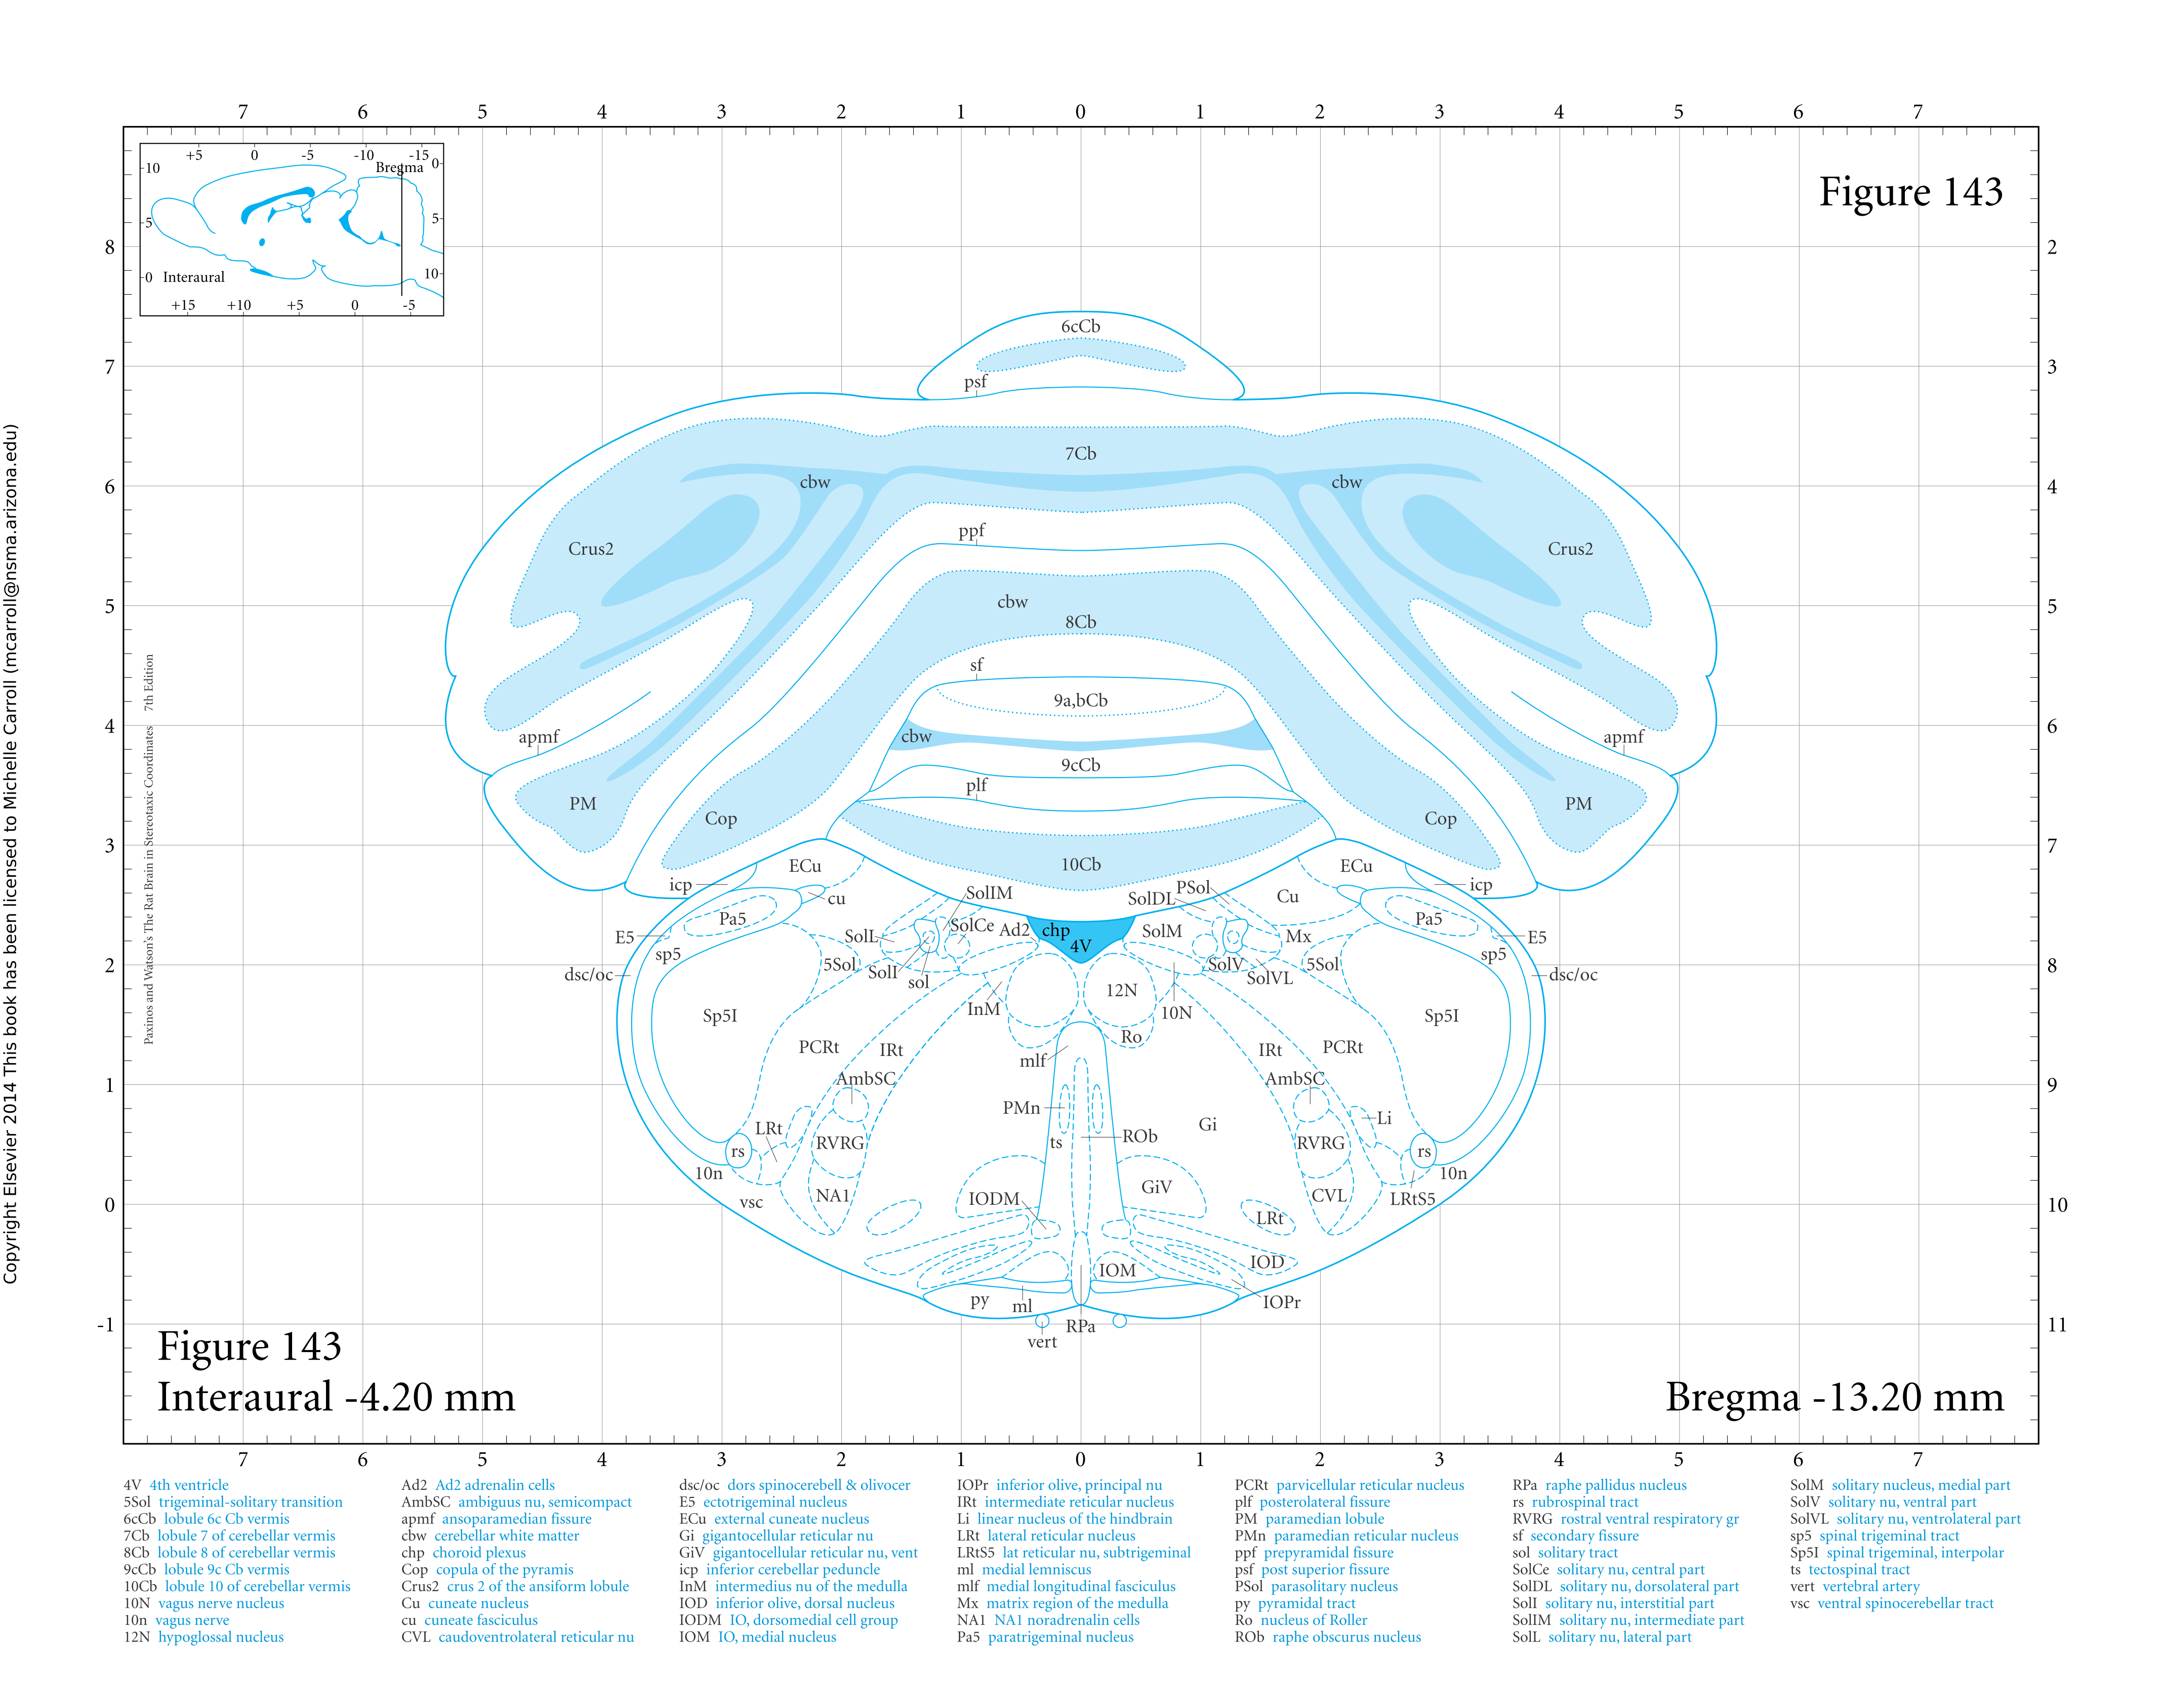 7 6 5 4 3 2 1 0 1 2 3 4 5 6 7
+5 0 -5 -10 -15
Bregma 0
10
5 5
0 Interaural 10
+15 +10 +5 0 -5
Figure 143
8 2
7 3
6 4
5 5
4 6
3 7
2 8
1 9
0 10
-1 11
6cCb
psf
7Cb
cbw cbw
ppf
Crus2 Crus2
cbw
8Cb
sf
9a,bCb
apmf cbw apmf
9cCb
plf
PM PM
Cop Cop
10Cb
ECu ECu
icp icp
cu SolIM SolDL PSol Cu
Pa5 Pa5
E5 SolL SolCe Ad2 chp SolM Mx E5
4V
sp5 5Sol SolI sol SolV SolVL 5Sol sp5
dsc/oc dsc/oc
12N
InM 10N
Sp5I Sp5I
Ro
PCRt IRt mlf IRt PCRt
AmbSC AmbSC
PMn Li
LRt Gi
RVRG ts ROb RVRG
rs rs
10n 10n
vsc NA1 IODM GiV CVL LRtS5
LRt
IOM IOD
py ml IOPr
RPa
vert
Figure 143
Interaural -4.20 mm Bregma -13.20 mm
7 6 5 4 3 2 1 0 1 2 3 4 5 6 7
Paxinos and Watson's The Rat Brain in Stereotaxic Coordinates 7th Edition
Copyright Elsevier 2014 This book has been licensed to Michelle Carroll (mcarroll@nsma.arizona.edu)
4V 4th ventricle
5Sol trigeminal-solitary transition
6cCb lobule 6c Cb vermis
7Cb lobule 7 of cerebellar vermis
8Cb lobule 8 of cerebellar vermis
9cCb lobule 9c Cb vermis
10Cb lobule 10 of cerebellar vermis
10N vagus nerve nucleus
10n vagus nerve
12N hypoglossal nucleus
Ad2 Ad2 adrenalin cells
AmbSC ambiguus nu, semicompact
apmf ansoparamedian fissure
cbw cerebellar white matter
chp choroid plexus
Cop copula of the pyramis
Crus2 crus 2 of the ansiform lobule
Cu cuneate nucleus
cu cuneate fasciculus
CVL caudoventrolateral reticular nu
dsc/oc dors spinocerebell & olivocer
E5 ectotrigeminal nucleus
ECu external cuneate nucleus
Gi gigantocellular reticular nu
GiV gigantocellular reticular nu, vent
icp inferior cerebellar peduncle
InM intermedius nu of the medulla
IOD inferior olive, dorsal nucleus
IODM IO, dorsomedial cell group
IOM IO, medial nucleus
IOPr inferior olive, principal nu
IRt intermediate reticular nucleus
Li linear nucleus of the hindbrain
LRt lateral reticular nucleus
LRtS5 lat reticular nu, subtrigeminal
ml medial lemniscus
mlf medial longitudinal fasciculus
Mx matrix region of the medulla
NA1 NA1 noradrenalin cells
Pa5 paratrigeminal nucleus
PCRt parvicellular reticular nucleus
plf posterolateral fissure
PM paramedian lobule
PMn paramedian reticular nucleus
ppf prepyramidal fissure
psf post superior fissure
PSol parasolitary nucleus
py pyramidal tract
Ro nucleus of Roller
ROb raphe obscurus nucleus
RPa raphe pallidus nucleus
rs rubrospinal tract
RVRG rostral ventral respiratory gr
sf secondary fissure
sol solitary tract
SolCe solitary nu, central part
SolDL solitary nu, dorsolateral part
SolI solitary nu, interstitial part
SolIM solitary nu, intermediate part
SolL solitary nu, lateral part
SolM solitary nucleus, medial part
SolV solitary nu, ventral part
SolVL solitary nu, ventrolateral part
sp5 spinal trigeminal tract
Sp5I spinal trigeminal, interpolar
ts tectospinal tract
vert vertebral artery
vsc ventral spinocerebellar tract